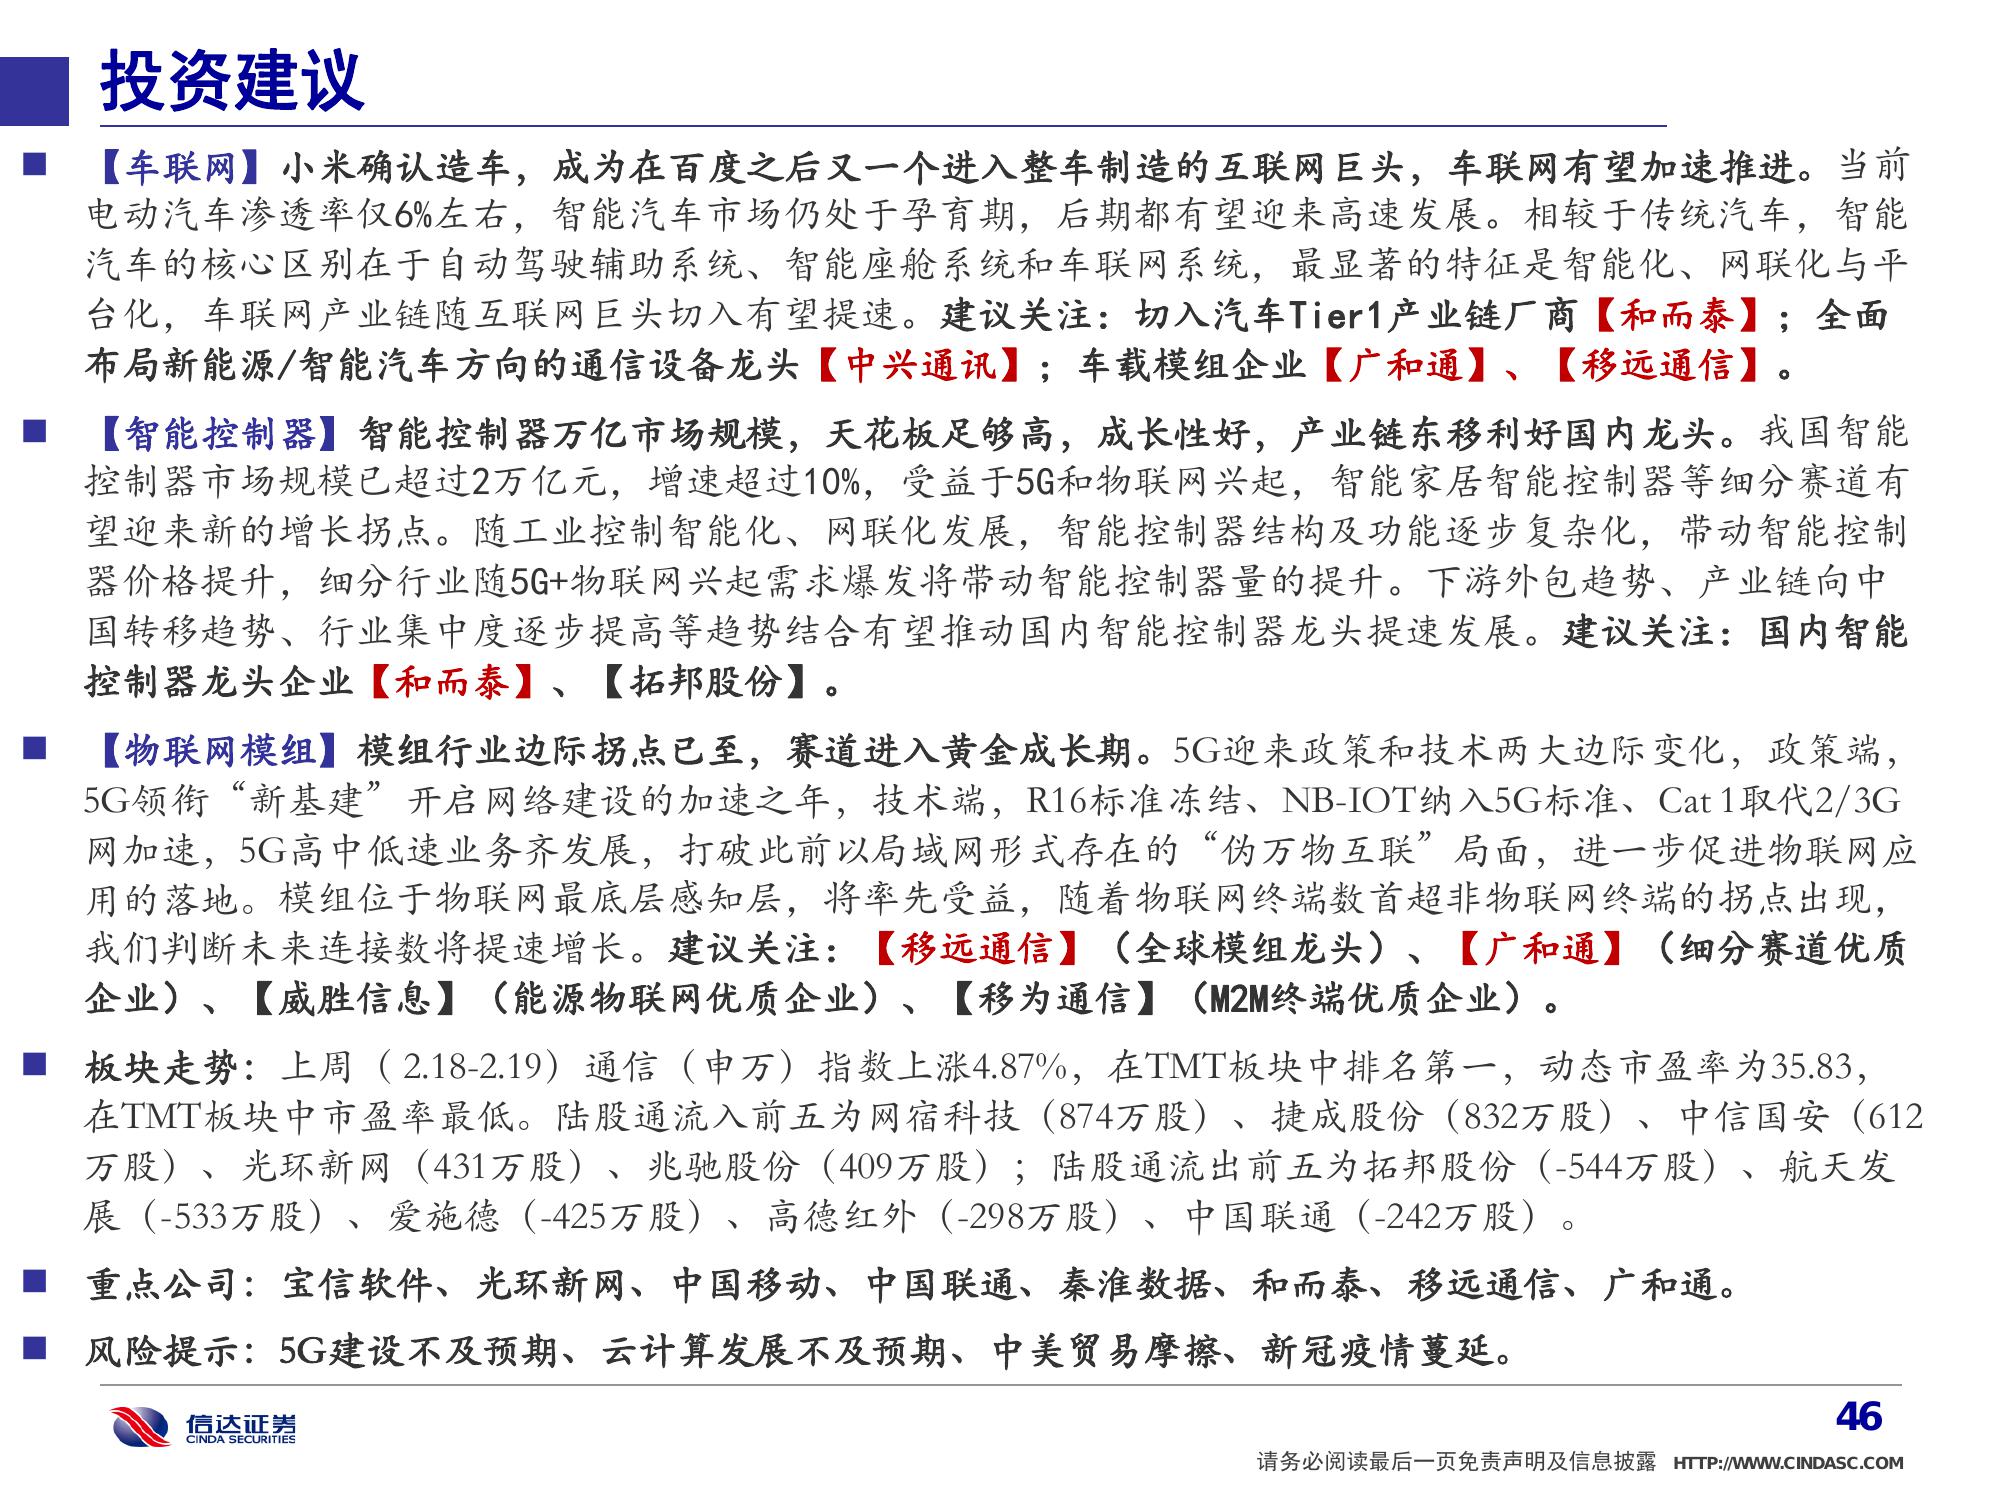 投资建议
【车联网】小米确认造车，成为在百度之后又一个进入整车制造的互联网巨头，车联网有望加速推进。当前
电动汽车渗透率仅6%左右，智能汽车市场仍处于孕育期，后期都有望迎来高速发展。相较于传统汽车，智能
汽车的核心区别在于自动驾驶辅助系统、智能座舱系统和车联网系统，最显著的特征是智能化、网联化与平
台化，车联网产业链随互联网巨头切入有望提速。建议关注：切入汽车Tier1产业链厂商【和而泰】；全面
布局新能源/智能汽车方向的通信设备龙头【中兴通讯】；车载模组企业【广和通】、【移远通信】。
【智能控制器】智能控制器万亿市场规模，天花板足够高，成长性好，产业链东移利好国内龙头。我国智能
控制器市场规模已超过2万亿元，增速超过10%，受益于5G和物联网兴起，智能家居智能控制器等细分赛道有
望迎来新的增长拐点。随工业控制智能化、网联化发展，智能控制器结构及功能逐步复杂化，带动智能控制
器价格提升，细分行业随5G+物联网兴起需求爆发将带动智能控制器量的提升。下游外包趋势、产业链向中
国转移趋势、行业集中度逐步提高等趋势结合有望推动国内智能控制器龙头提速发展。建议关注：国内智能
控制器龙头企业【和而泰】、【拓邦股份】。
【物联网模组】模组行业边际拐点已至，赛道进入黄金成长期。5G迎来政策和技术两大边际变化，政策端，
5G领衔“新基建”开启网络建设的加速之年，技术端，R16标准冻结、NB-IOT纳入5G标准、Cat 1取代2/3G
网加速，5G高中低速业务齐发展，打破此前以局域网形式存在的“伪万物互联”局面，进一步促进物联网应
用的落地。模组位于物联网最底层感知层，将率先受益，随着物联网终端数首超非物联网终端的拐点出现，
我们判断未来连接数将提速增长。建议关注：【移远通信】（全球模组龙头）、【广和通】（细分赛道优质
企业）、【威胜信息】（能源物联网优质企业）、【移为通信】（M2M终端优质企业）。
板块走势：上周（ 2.18-2.19）通信（申万）指数上涨4.87%，在TMT板块中排名第一，动态市盈率为35.83，
在TMT板块中市盈率最低。陆股通流入前五为网宿科技（874万股）、捷成股份（832万股）、中信国安（612
万股）、光环新网（431万股）、兆驰股份（409万股）；陆股通流出前五为拓邦股份（-544万股）、航天发
展（-533万股）、爱施德（-425万股）、高德红外（-298万股）、中国联通（-242万股）。
重点公司：宝信软件、光环新网、中国移动、中国联通、秦淮数据、和而泰、移远通信、广和通。
风险提示：5G建设不及预期、云计算发展不及预期、中美贸易摩擦、新冠疫情蔓延。
信达证券
CINDA SECURITIES
46
请务必阅读最后一页免责声明及信息披露 HTTP://WWW.CINDASC.COM